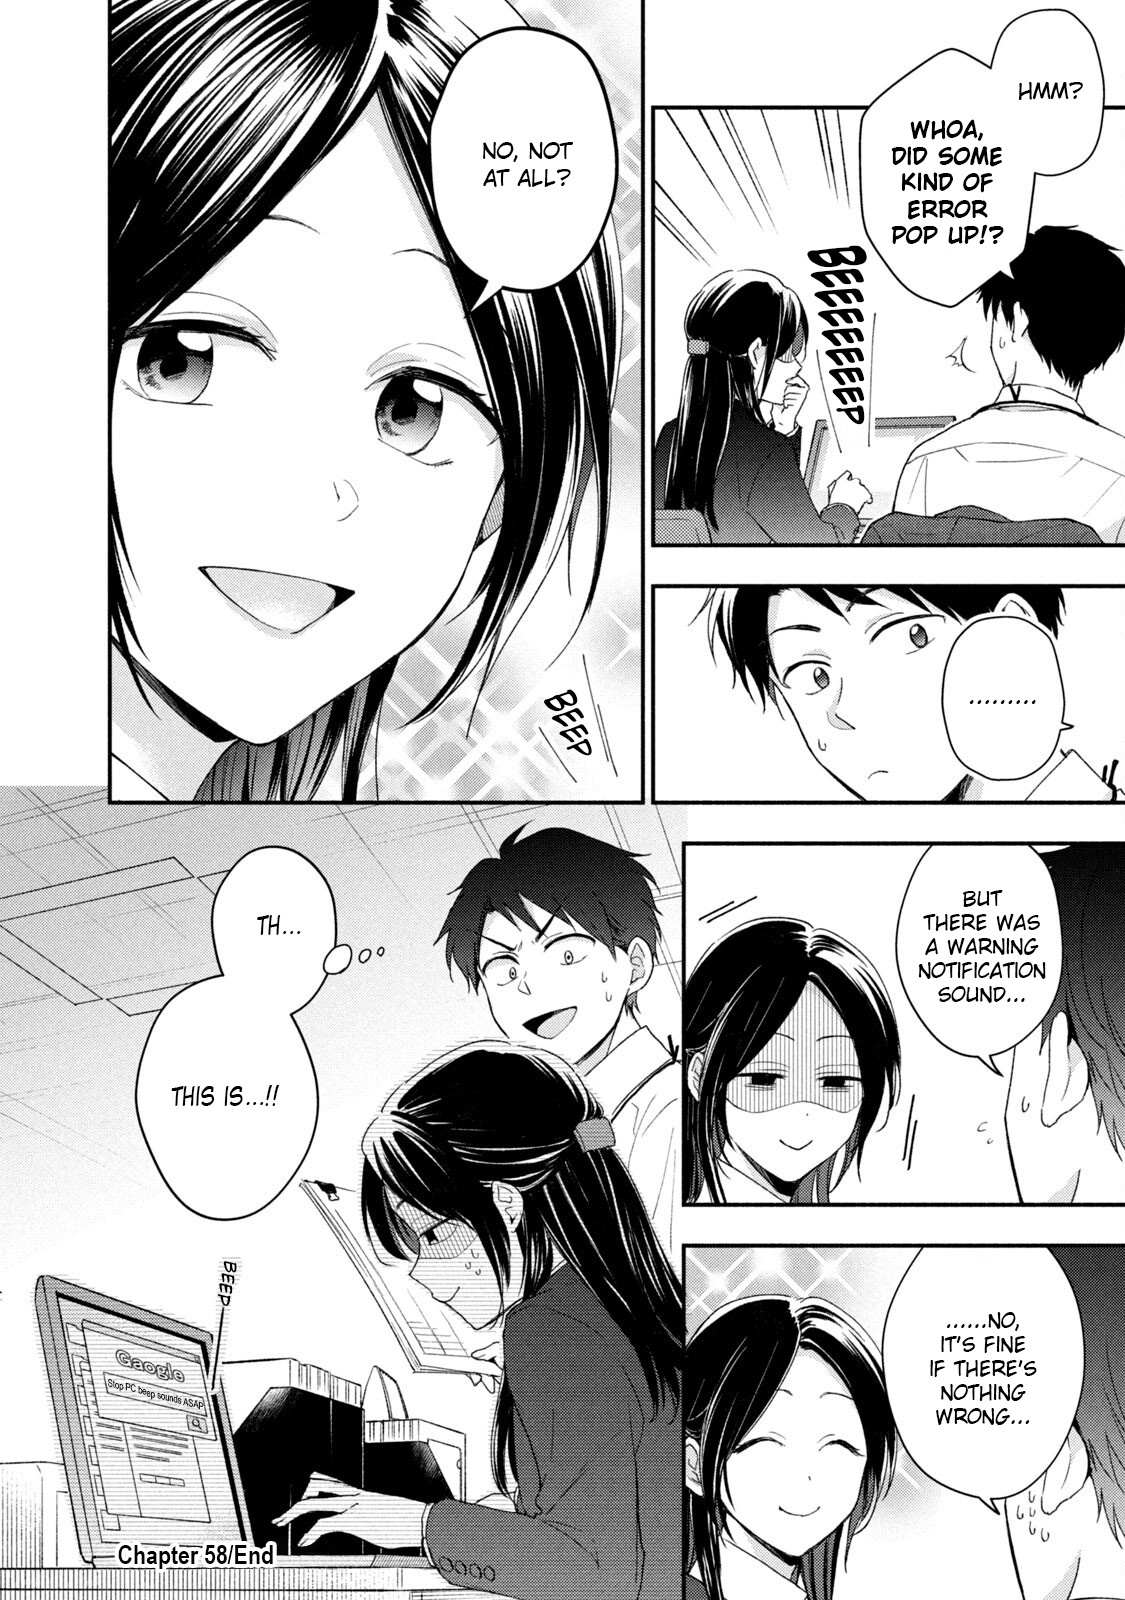 HMM?
WHOA,
DID SOME
KIND OF
ERROR
POP UP!?
BEEEEEEEEP
.........
NO, NOT
AT ALL?
BEEP
BUT
THERE WAS
A WARNING
NOTIFICATION
SOUND...
......NO,
IT'S FINE
IF THERE'S
NOTHING
WRONG...
TH...
THIS IS...!!
BEEP
Gaogle
Stop PC beep sounds ASAP
Chapter 58/End